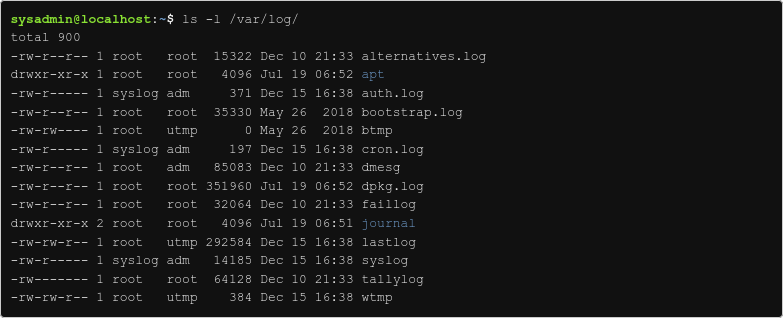 sysadmin@localhost:~$ ls -l /var/log/
total 900
-rw-r--r-- 1 root   root  15322 Dec 10 21:33 alternatives.log
drwxr-xr-x 1 root   root   4096 Jul 19 06:52 apt
-rw-r----- 1 syslog adm     371 Dec 15 16:38 auth.log
-rw-r--r-- 1 root   root  35330 May 26  2018 bootstrap.log
-rw-rw---- 1 root   utmp      0 May 26  2018 btmp
-rw-r----- 1 syslog adm     197 Dec 15 16:38 cron.log
-rw-r--r-- 1 root   adm   85083 Dec 10 21:33 dmesg
-rw-r--r-- 1 root   root 351960 Jul 19 06:52 dpkg.log
-rw-r--r-- 1 root   root  32064 Dec 10 21:33 faillog
drwxr-xr-x 2 root   root   4096 Jul 19 06:51 journal
-rw-rw-r-- 1 root   utmp 292584 Dec 15 16:38 lastlog
-rw-r----- 1 syslog adm   14185 Dec 15 16:38 syslog
-rw------- 1 root   root  64128 Dec 10 21:33 tallylog
-rw-rw-r-- 1 root   utmp    384 Dec 15 16:38 wtmp